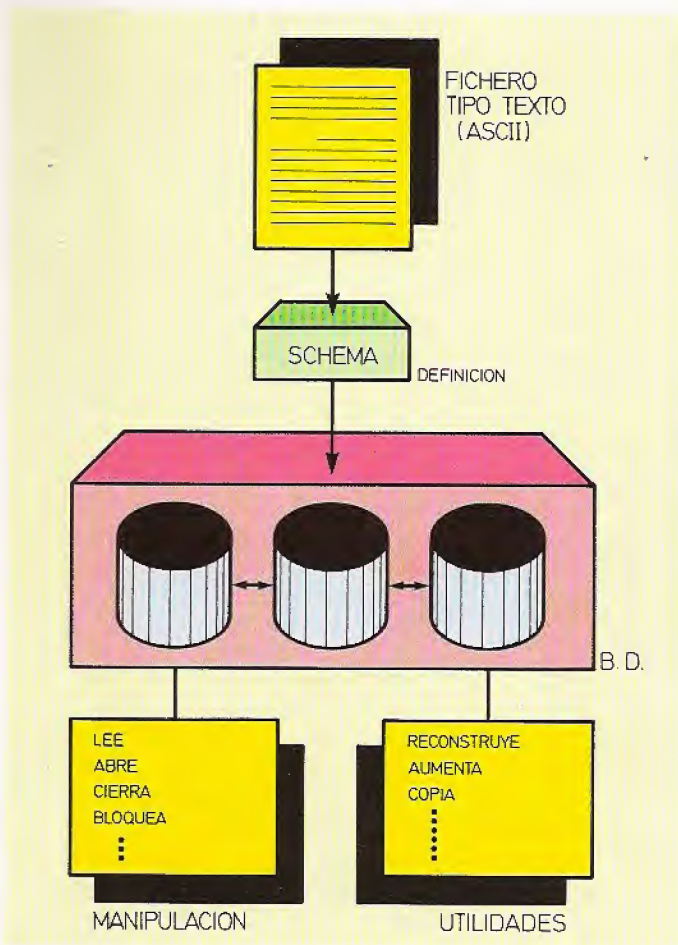 FICHERO
TIPO TEXTO
(ASCII)
SCHEMA
DEFINICION
B. D.
LEE
ABRE
CIERRA
BLOQUEA
RECONSTRUYE
AUMENTA
COPIA
MANIPULACION
UTILIDADES